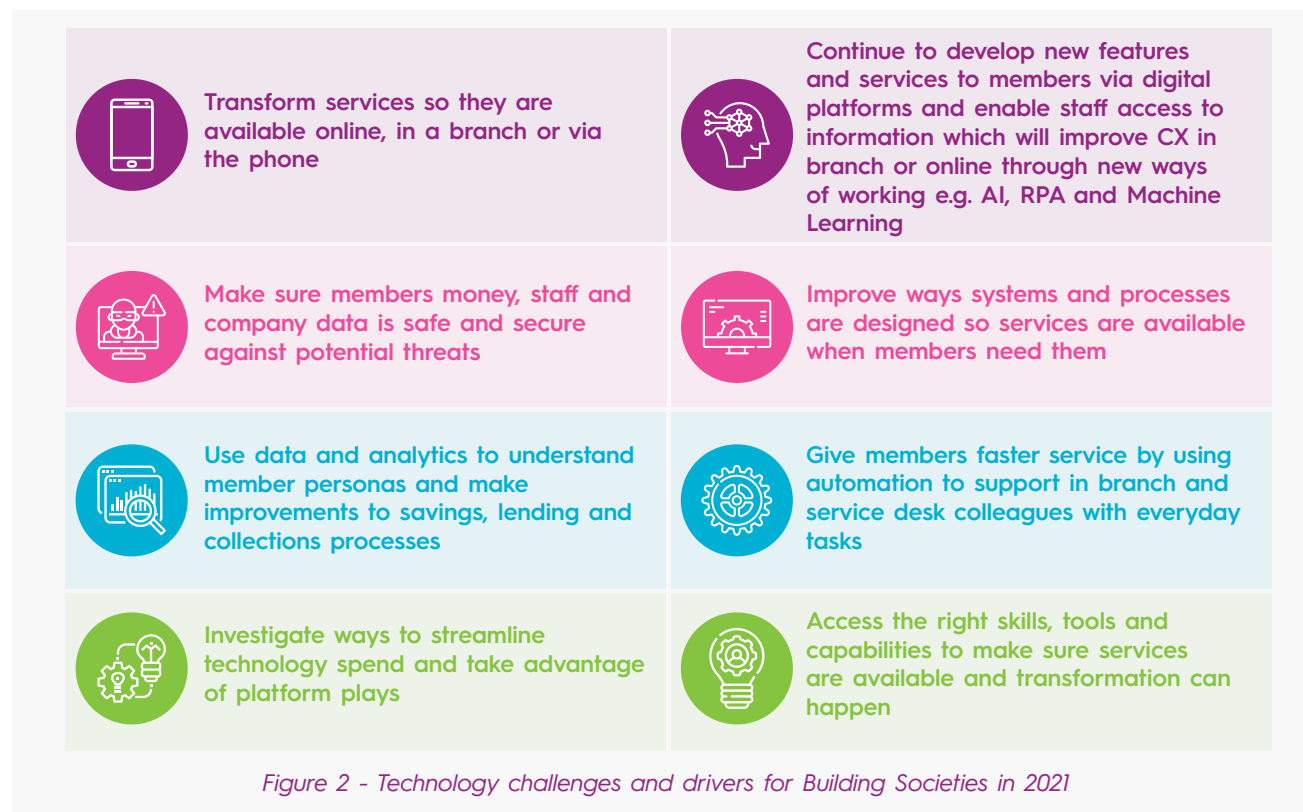 Transform services so they are
available online, in a branch or via
the phone
Continue to develop new features
and services to members via digital
platforms and enable staff access to
information which will improve CX in
branch or online through new ways
of working e.g. AI, RPA and Machine
Learning
Make sure members money, staff and
company data is safe and secure
against potential threats
Improve ways systems and processes
are designed so services are available
when members need them
Use data and analytics to understand
member personas and make
improvements to savings, lending and
collections processes
Give members faster service by using
automation to support in branch and
service desk colleagues with everyday
tasks
Investigate ways to streamline
technology spend and take advantage
of platform plays
Access the right skills, tools and
capabilities to make sure services
are available and transformation can
happen
Figure 2 - Technology challenges and drivers for Building Societies in 2021